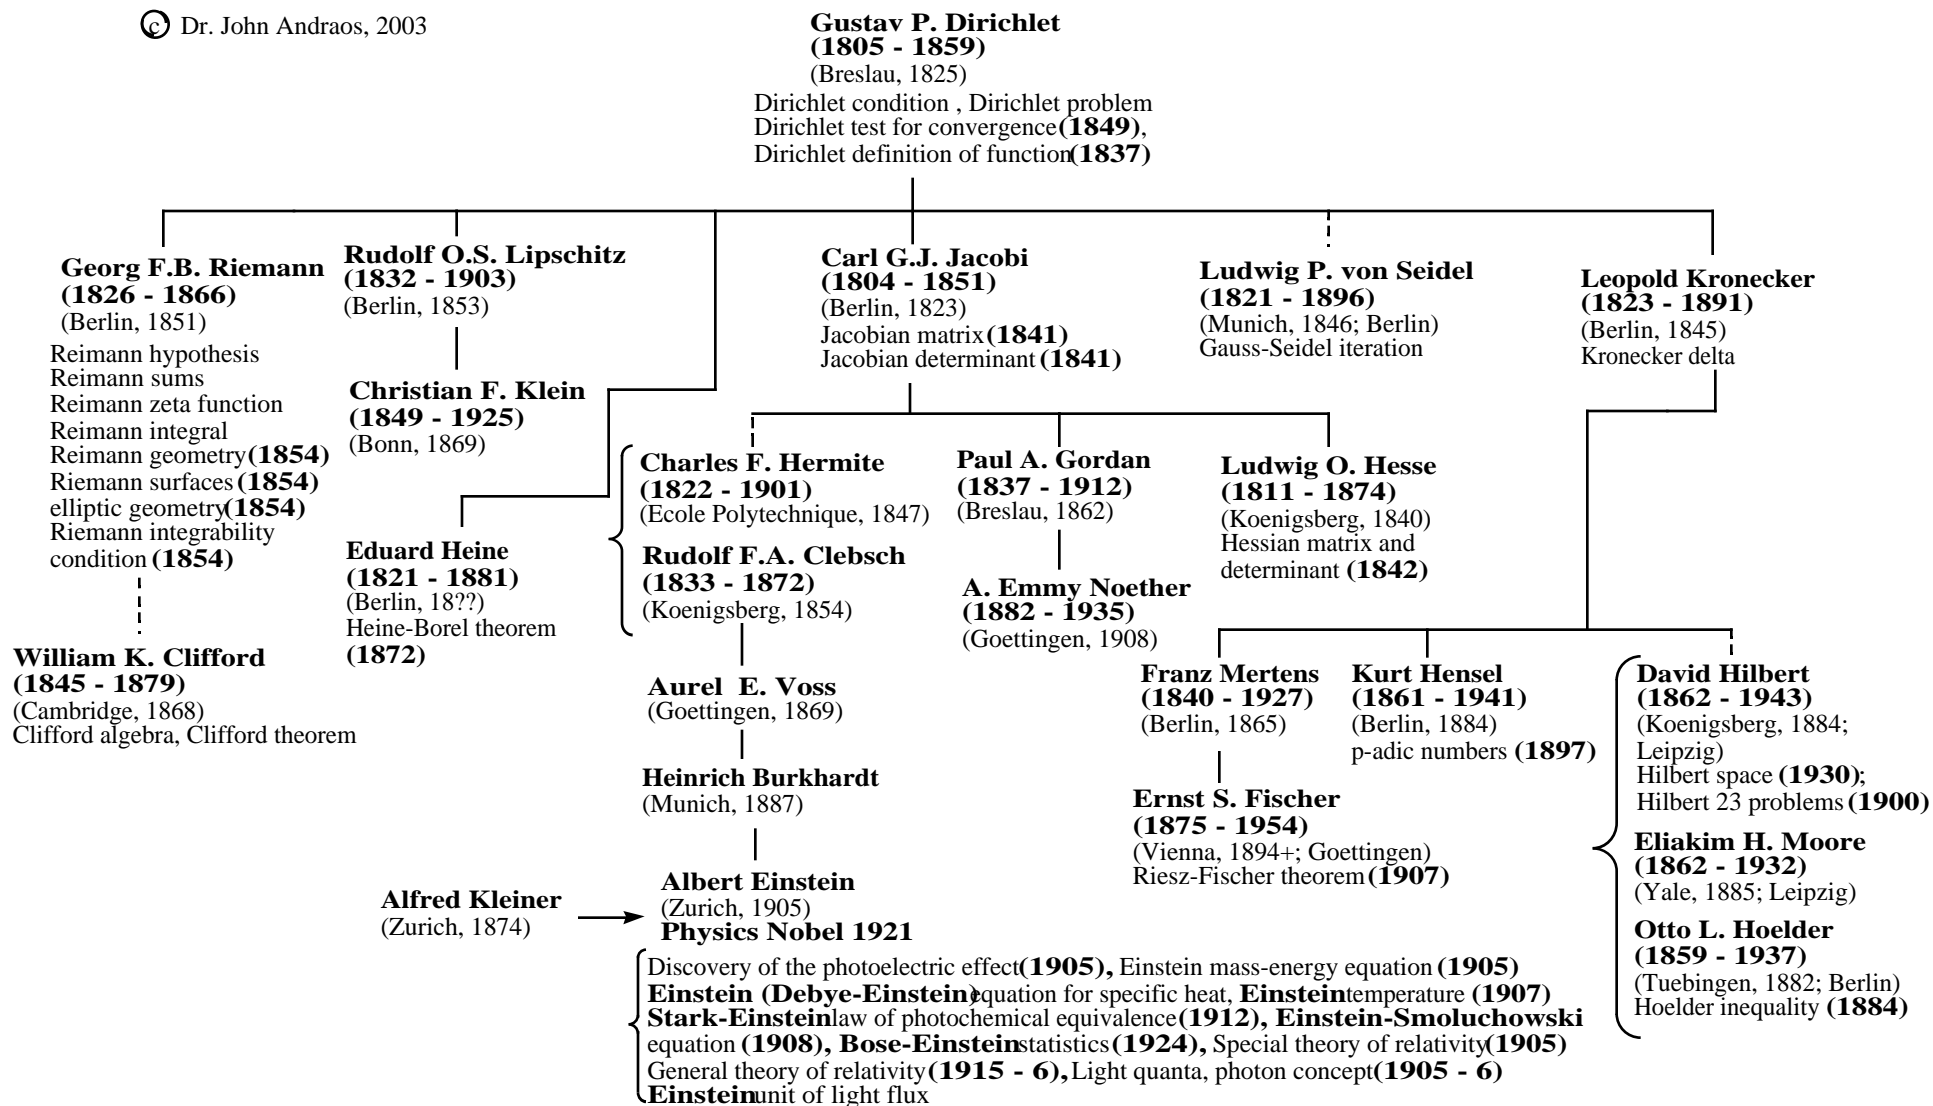 © Dr. John Andraos, 2003
Gustav P. Dirichlet
(1805 - 1859)
(Breslau, 1825)
Dirichlet condition , Dirichlet problem
Dirichlet test for convergence (1849),
Dirichlet definition of function (1837)
Georg F.B. Riemann
(1826 - 1866)
(Berlin, 1851)
Reimann hypothesis
Reimann sums
Reimann zeta function
Reimann integral
Reimann geometry (1854)
Riemann surfaces (1854)
elliptic geometry (1854)
Riemann integrability
condition (1854)
William K. Clifford
(1845 - 1879)
(Cambridge, 1868)
Clifford algebra, Clifford theorem
Rudolf O.S. Lipschitz
(1832 - 1903)
(Berlin, 1853)
Christian F. Klein
(1849 - 1925)
(Bonn, 1869)
Eduard Heine
(1821 - 1881)
(Berlin, 18??)
Heine-Borel theorem
(1872)
Carl G.J. Jacobi
(1804 - 1851)
(Berlin, 1823)
Jacobian matrix (1841)
Jacobian determinant (1841)
Charles F. Hermite
(1822 - 1901)
(Ecole Polytechnique, 1847)
Rudolf F.A. Clebsch
(1833 - 1872)
(Koenigsberg, 1854)
Aurel E. Voss
(Goettingen, 1869)
Heinrich Burkhardt
(Munich, 1887)
Alfred Kleiner
(Zurich, 1874)
Albert Einstein
(Zurich, 1905)
Physics Nobel 1921
Discovery of the photoelectric effect (1905), Einstein mass-energy equation (1905)
Einstein (Debye-Einstein) equation for specific heat, Einstein temperature (1907)
Stark-Einstein law of photochemical equivalence (1912), Einstein-Smoluchowski
equation (1908), Bose-Einstein statistics (1924), Special theory of relativity (1905)
General theory of relativity (1915 - 6), Light quanta, photon concept (1905 - 6)
Einstein unit of light flux
Paul A. Gordan
(1837 - 1912)
(Breslau, 1862)
A. Emmy Noether
(1882 - 1935)
(Goettingen, 1908)
Ludwig O. Hesse
(1811 - 1874)
(Koenigsberg, 1840)
Hessian matrix and
determinant (1842)
Ludwig P. von Seidel
(1821 - 1896)
(Munich, 1846; Berlin)
Gauss-Seidel iteration
Leopold Kronecker
(1823 - 1891)
(Berlin, 1845)
Kronecker delta
Franz Mertens
(1840 - 1927)
(Berlin, 1865)
Ernst S. Fischer
(1875 - 1954)
(Vienna, 1894+; Goettingen)
Riesz-Fischer theorem (1907)
Kurt Hensel
(1861 - 1941)
(Berlin, 1884)
p-adic numbers (1897)
David Hilbert
(1862 - 1943)
(Koenigsberg, 1884;
Leipzig)
Hilbert space (1930);
Hilbert 23 problems (1900)
Eliakim H. Moore
(1862 - 1932)
(Yale, 1885; Leipzig)
Otto L. Hoelder
(1859 - 1937)
(Tuebingen, 1882; Berlin)
Hoelder inequality (1884)